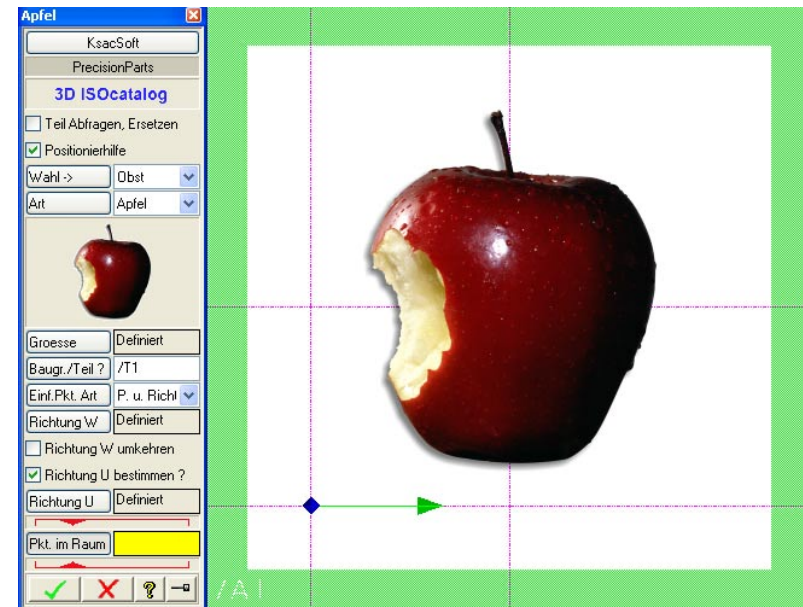 Apfel
KsacSoft
PrecisionParts
3D ISOcatalog
Teil Abfragen, Ersetzen
Positionierhilfe
Wahl -> Obst
Art Apfel
Groesse Definiert
Baugr./Teil ? /T1
Einf.Pkt. Art P. u. Richt
Richtung W Definiert
Richtung W umkehren
Richtung U bestimmen ?
Richtung U Definiert
Pkt. im Raum
?